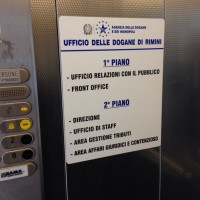 AGENZIA DELLE DOGANE
E DEI MONOPOLI
UFFICIO DELLE DOGANE DI RIMINI
1° PIANO
- UFFICIO RELAZIONI CON IL PUBBLICO
- FRONT OFFICE
2° PIANO
- DIREZIONE
- UFFICIO DI STAFF
- AREA GESTIONE TRIBUTI
- AREA AFFARI GIURIDICI E CONTENZIOSO